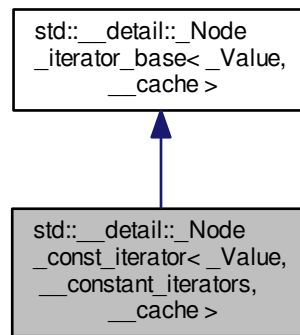 std::__detail::_Node
_iterator_base< _Value,
__cache >
std::__detail::_Node
_const_iterator< _Value,
__constant_iterators,
__cache >